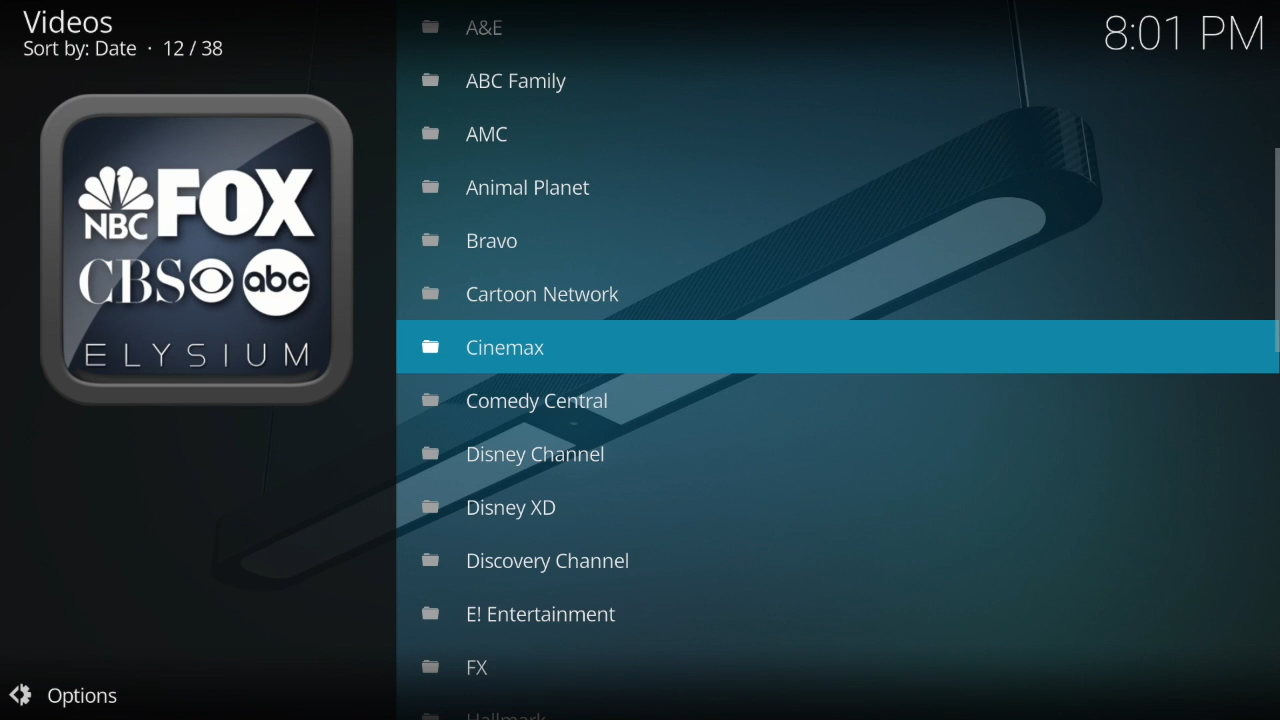 Videos
Sort by: Date · 12 / 38
8:01 PM
NBC FOX
CBS abc
ELYSIUM
A&E
ABC Family
AMC
Animal Planet
Bravo
Cartoon Network
Cinemax
Comedy Central
Disney Channel
Disney XD
Discovery Channel
E! Entertainment
FX
Hallmark
Options